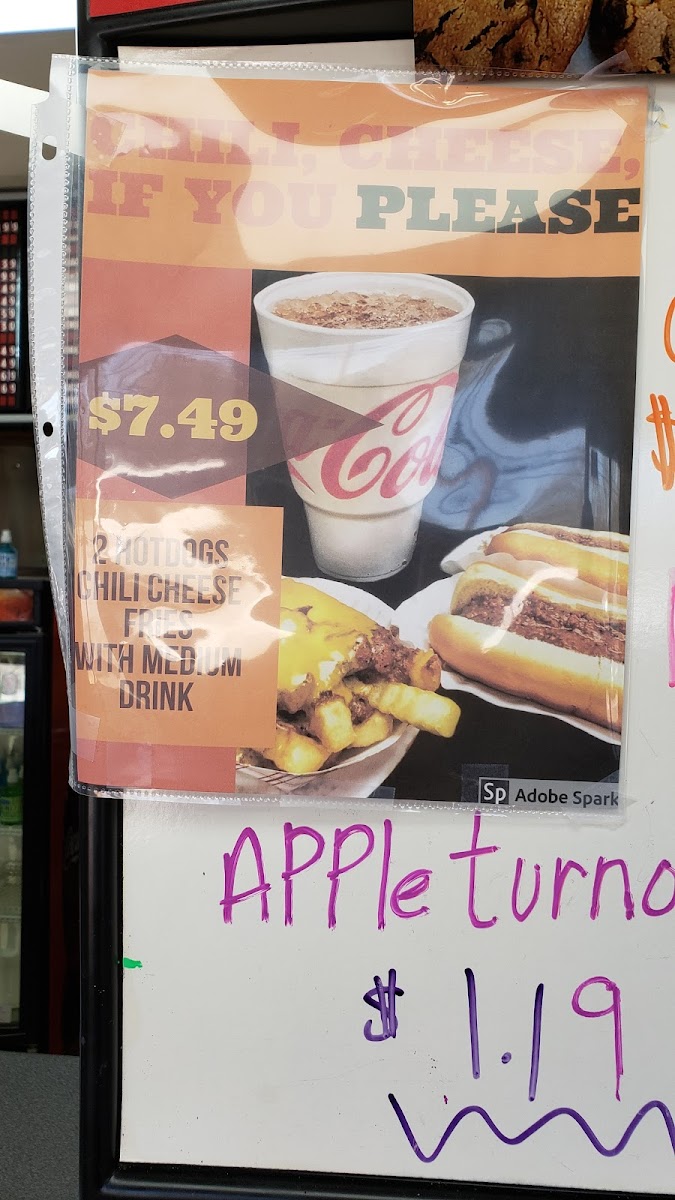 CHILI, CHEESE,
IF YOU PLEASE
$7.49
Coca
2 HOTDOGS
CHILI CHEESE
FRIES
WITH MEDIUM
DRINK
Sp Adobe Spark
APPle turno
$ 1.19
$